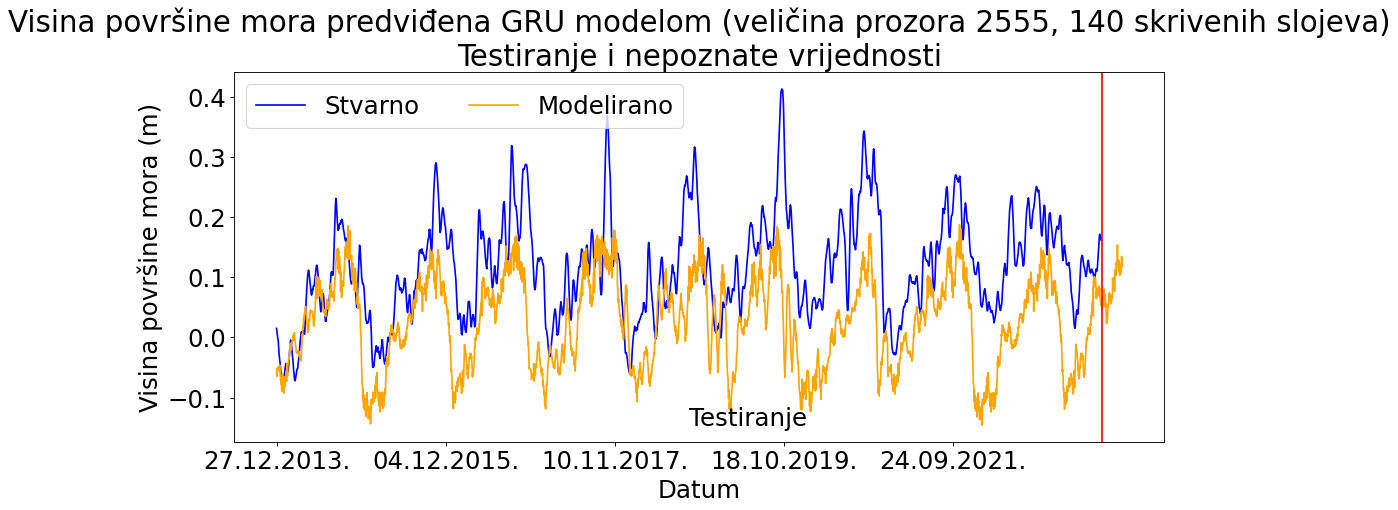 Visina površine mora predviđena GRU modelom (veličina prozora 2555, 140 skrivenih slojeva)
Testiranje i nepoznate vrijednosti
Stvarno
Modelirano
Visina površine mora (m)
0.4
0.3
0.2
0.1
0.0
−0.1
Testiranje
27.12.2013.
04.12.2015.
10.11.2017.
18.10.2019.
24.09.2021.
Datum